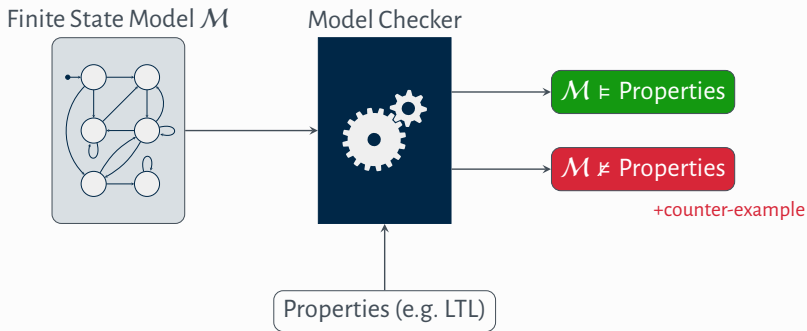 Finite State Model ℳ
Model Checker
ℳ ⊨ Properties
ℳ ⊭ Properties
+counter-example
Properties (e.g. LTL)